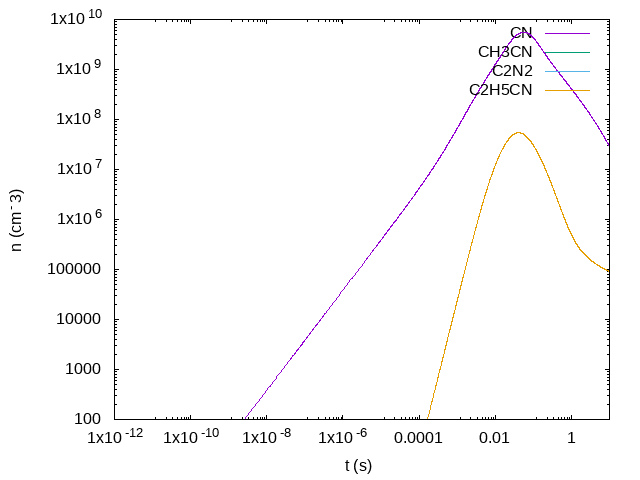 1x10^10
1x10^9
1x10^8
1x10^7
1x10^6
100000
10000
1000
100
n (cm^-3)
CN
CH3CN
C2N2
C2H5CN
1x10^-12 1x10^-10 1x10^-8 1x10^-6 0.0001 0.01 1
t (s)